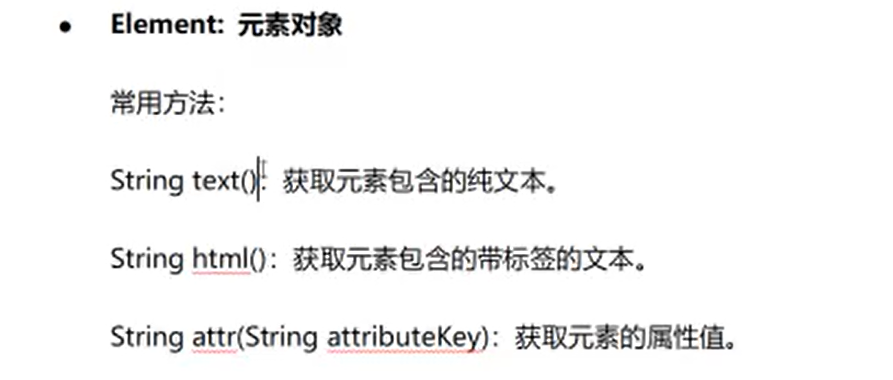 ● Element: 元素对象
常用方法：
String text()：获取元素包含的纯文本。
String html()：获取元素包含的带标签的文本。
String attr(String attributeKey)：获取元素的属性值。